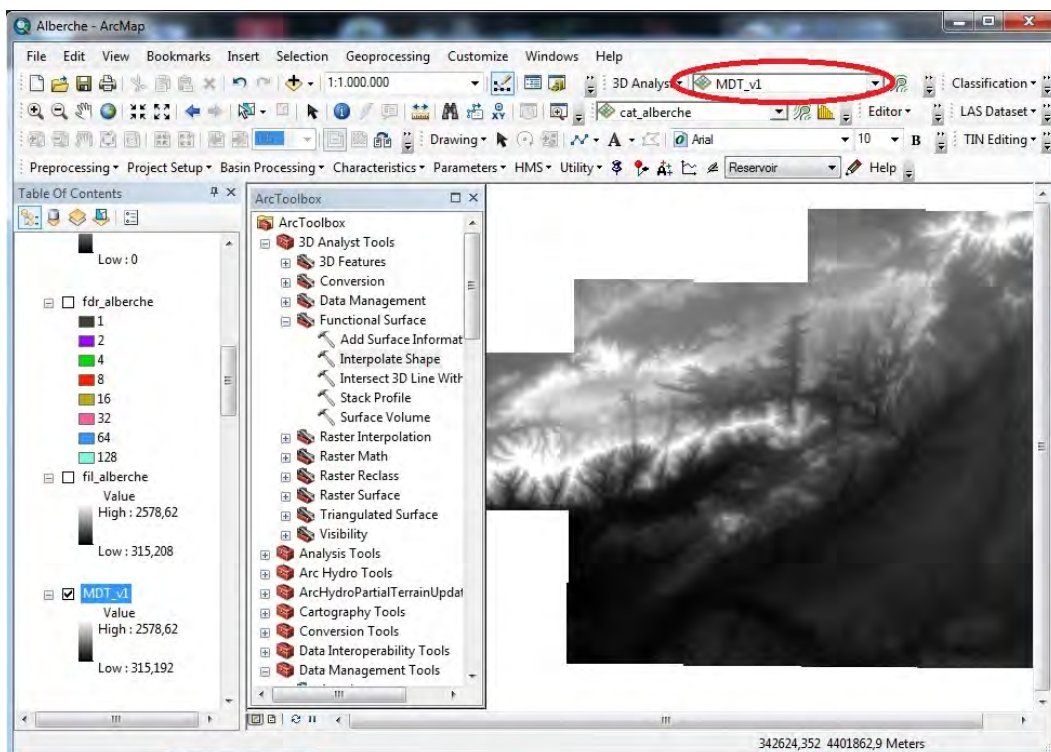 Alberche - ArcMap
File Edit View Bookmarks Insert Selection Geoprocessing Customize Windows Help
1:1.000.000 3D Analyst MDT_v1 Classification
cat_alberche Editor LAS Dataset
Drawing A Arial 10 B TIN Editing
Preprocessing Project Setup Basin Processing Characteristics Parameters HMS Utility Reservoir Help
Table Of Contents
Low : 0
fdr_alberche
1
2
4
8
16
32
64
128
fil_alberche
Value
High : 2578,62
Low : 315,208
MDT_v1
Value
High : 2578,62
Low : 315,192
ArcToolbox
ArcToolbox
3D Analyst Tools
3D Features
Conversion
Data Management
Functional Surface
Add Surface Informat
Interpolate Shape
Intersect 3D Line With
Stack Profile
Surface Volume
Raster Interpolation
Raster Math
Raster Reclass
Raster Surface
Triangulated Surface
Visibility
Analysis Tools
Arc Hydro Tools
ArcHydroPartialTerrainUpdat
Cartography Tools
Conversion Tools
Data Interoperability Tools
Data Management Tools
342624,352 4401862,9 Meters